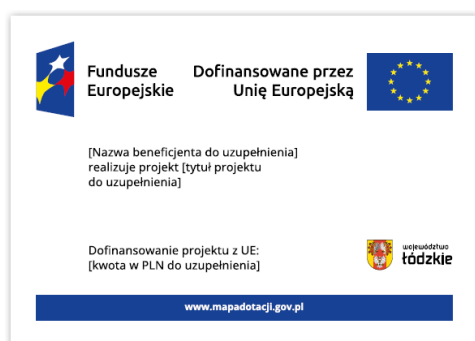 Fundusze
Europejskie
Dofinansowane przez
Unię Europejską
[Nazwa beneficjenta do uzupełnienia]
realizuje projekt [tytuł projektu
do uzupełnienia]
Dofinansowanie projektu z UE:
[kwota w PLN do uzupełnienia]
województwo
łódzkie
www.mapadotacji.gov.pl